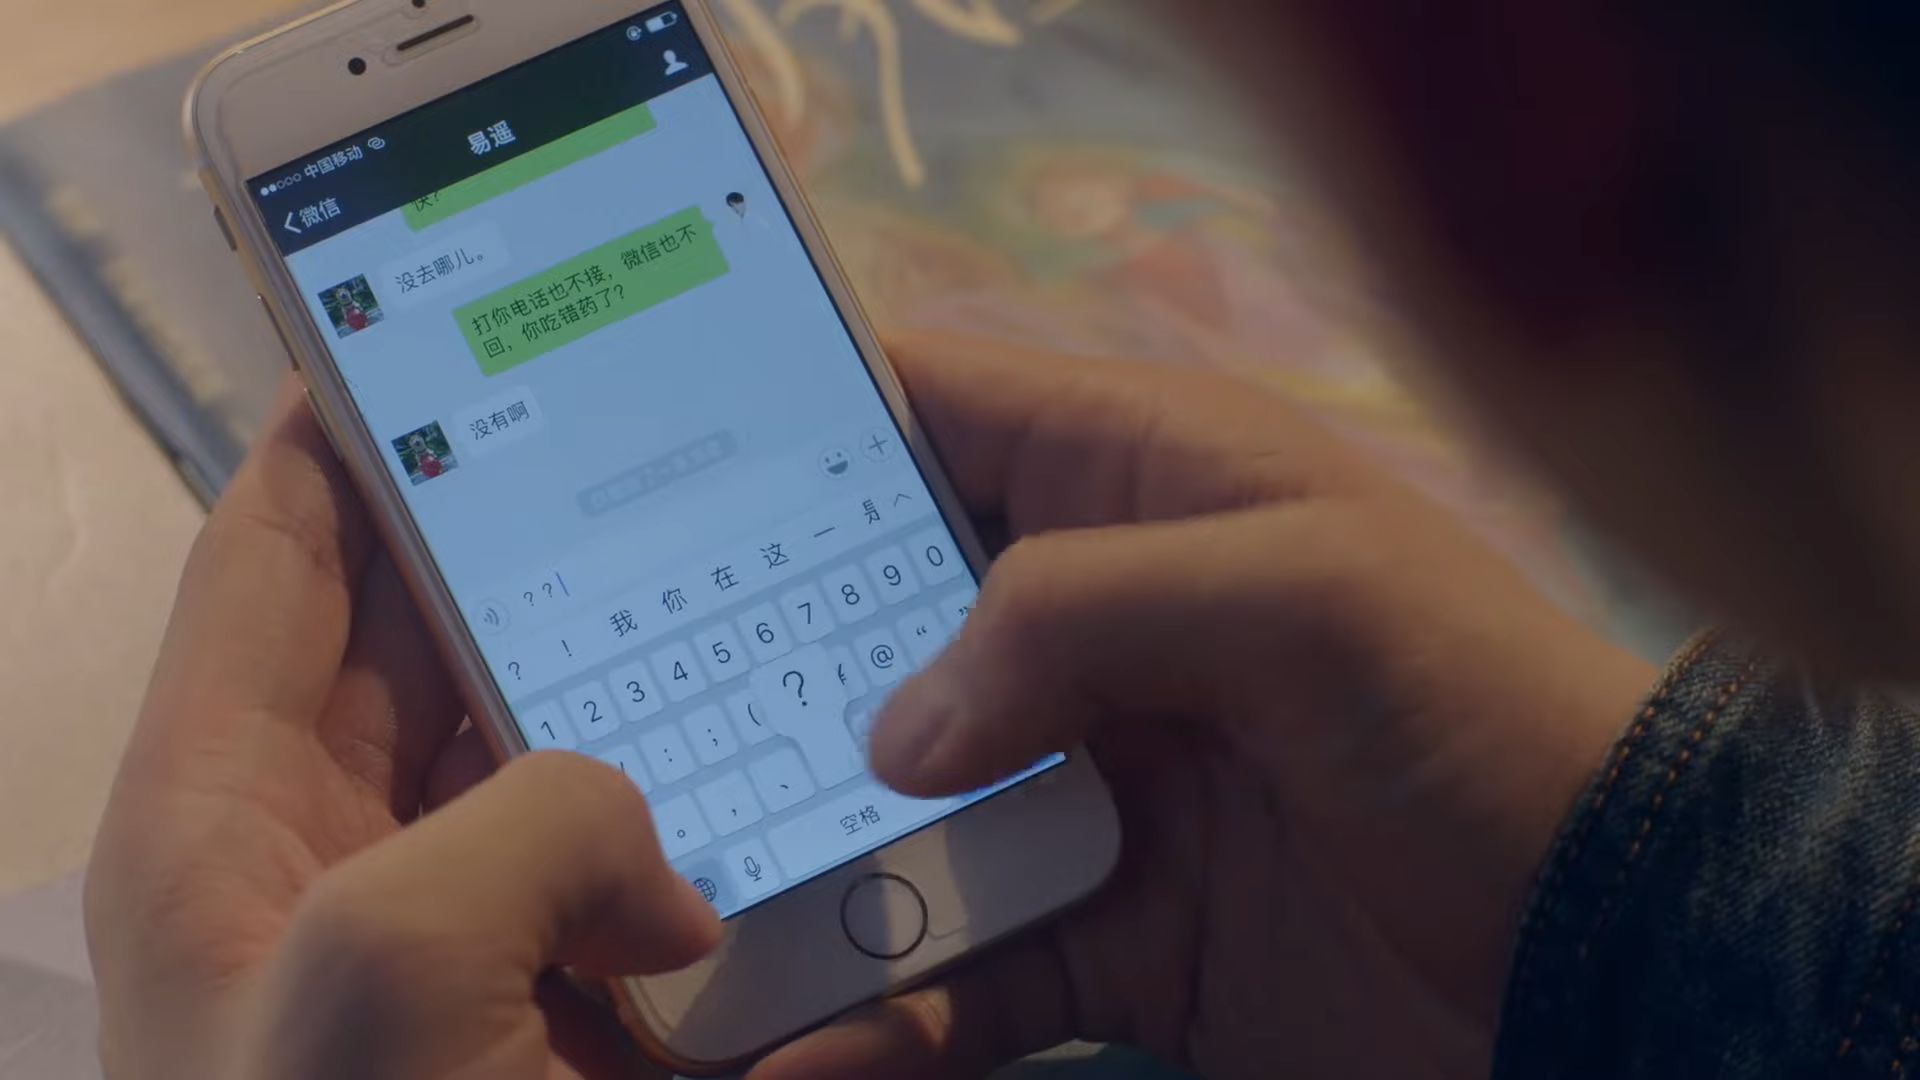 中国移动
微信
易遥
快?
没去哪儿。
打你电话也不接，微信也不
回，你吃错药了?
没有啊
??
? ! 我 你 在 这 一 是
1 2 3 4 5 6 7 8 9 0
: ; ( @ “ ”
。 , 、 ?
空格